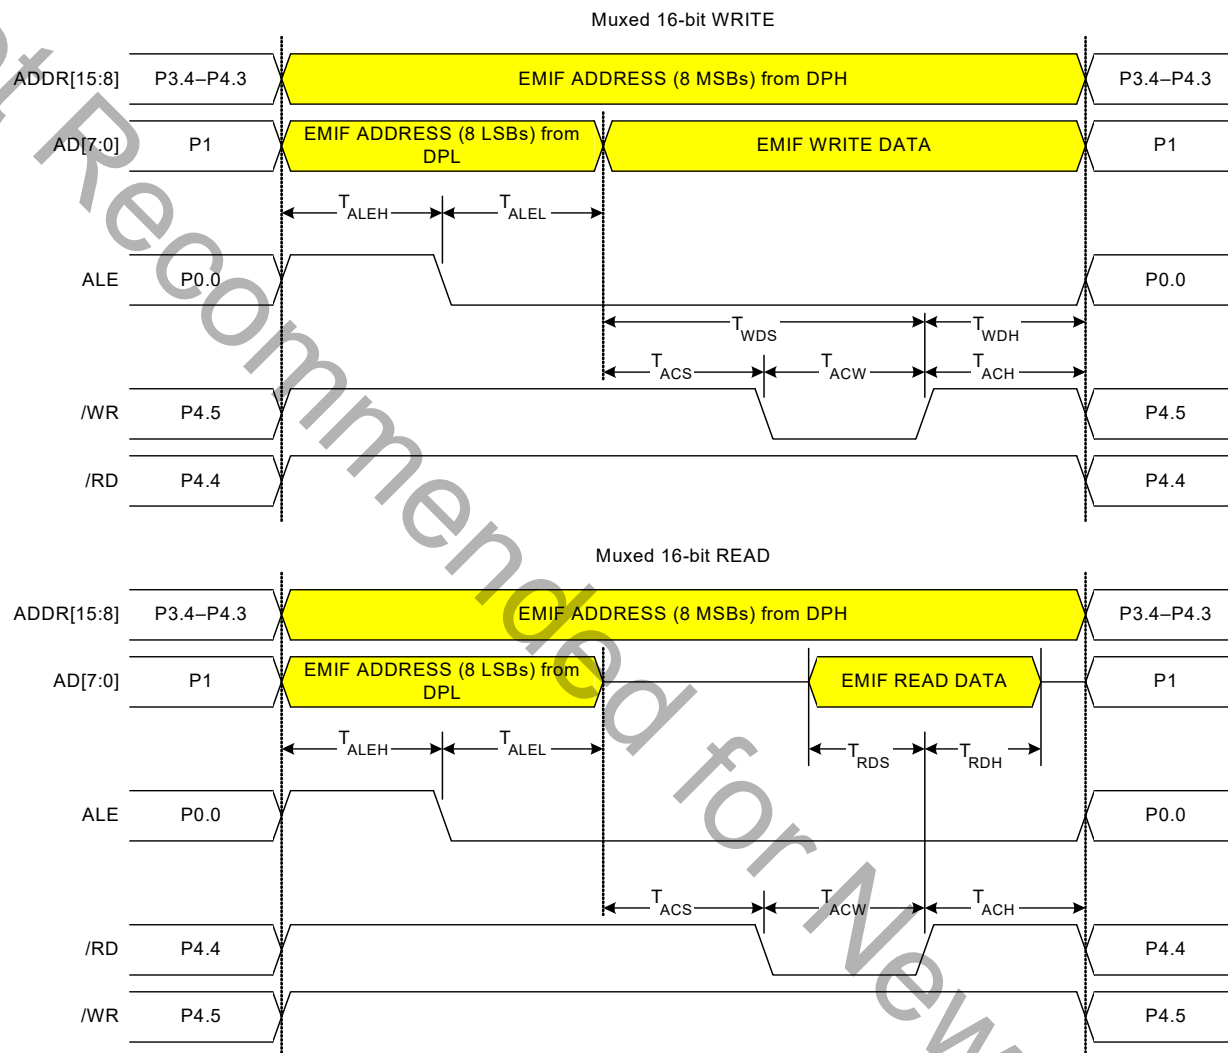 Muxed 16-bit WRITE
ADDR[15:8] P3.4–P4.3 EMIF ADDRESS (8 MSBs) from DPH P3.4–P4.3
AD[7:0] P1 EMIF ADDRESS (8 LSBs) from DPL EMIF WRITE DATA P1
TALEH TALEL
ALE P0.0 P0.0
TWDS TWDH
TACS TACW TACH
/WR P4.5 P4.5
/RD P4.4 P4.4
Muxed 16-bit READ
ADDR[15:8] P3.4–P4.3 EMIF ADDRESS (8 MSBs) from DPH P3.4–P4.3
AD[7:0] P1 EMIF ADDRESS (8 LSBs) from DPL EMIF READ DATA P1
TALEH TALEL TRDS TRDH
ALE P0.0 P0.0
TACS TACW TACH
/RD P4.4 P4.4
/WR P4.5 P4.5
Recommended for New